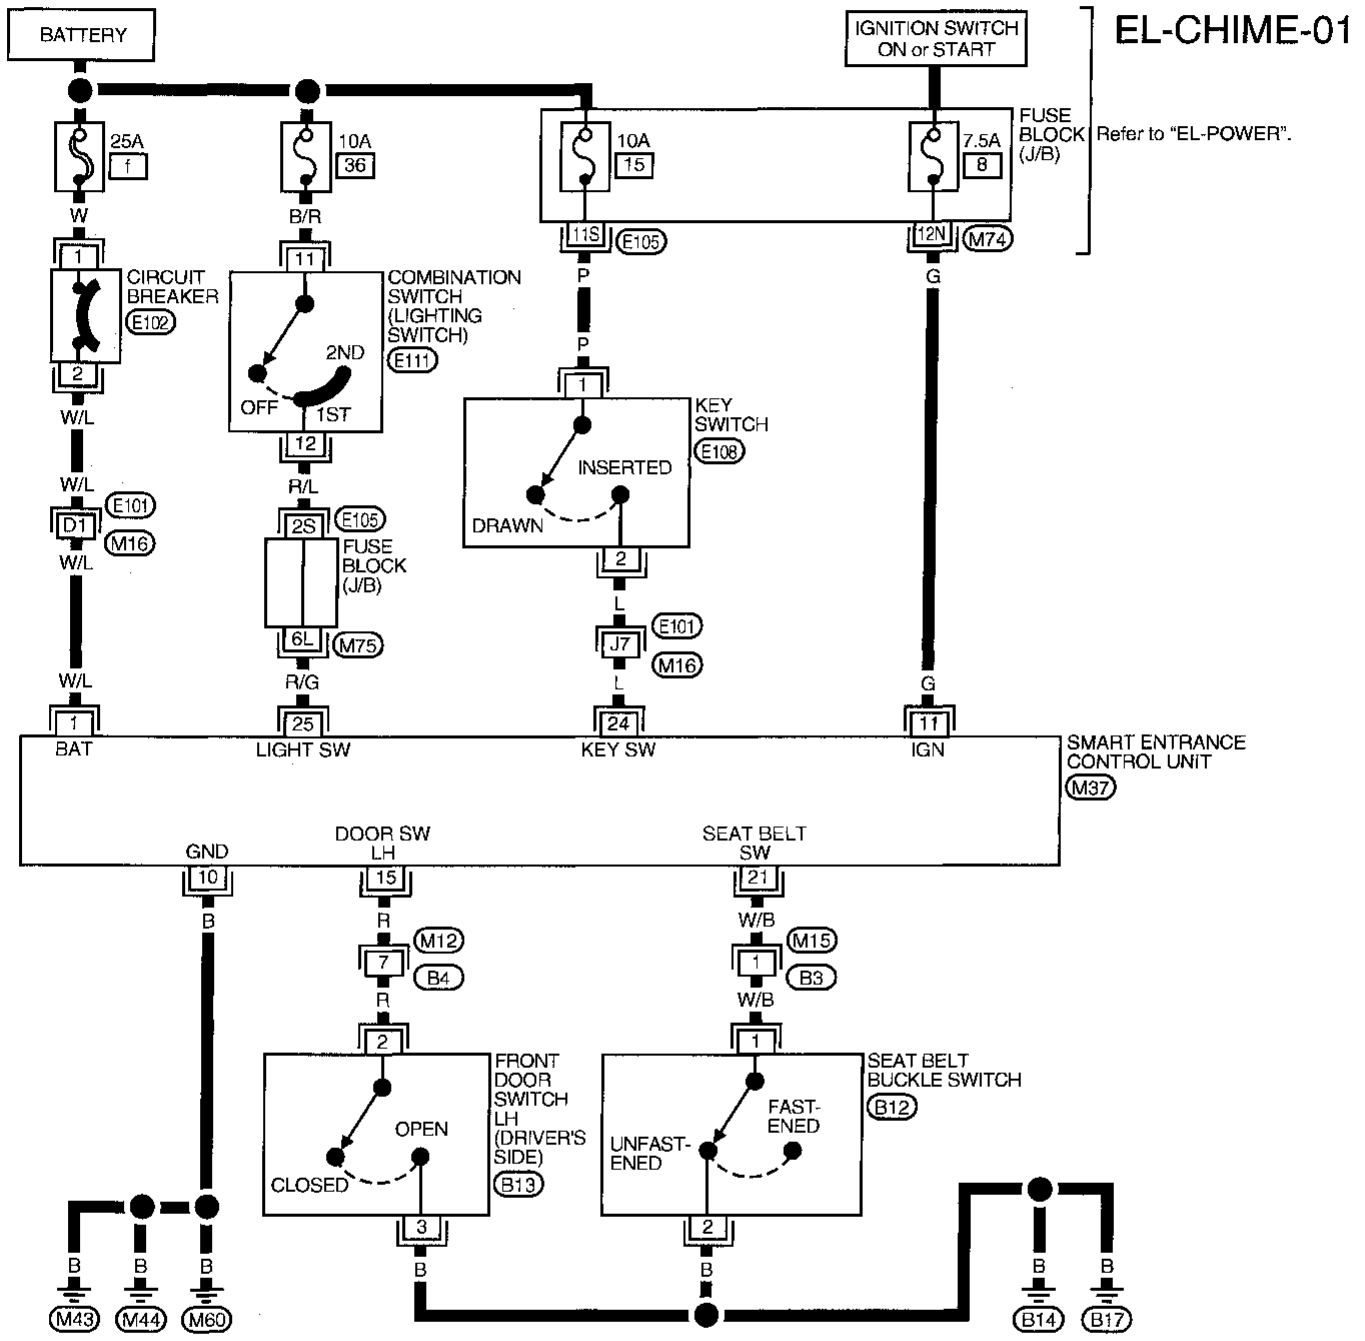 EL-CHIME-01
BATTERY
IGNITION SWITCH
ON or START
25A
f
10A
36
10A
15
7.5A
8
FUSE
BLOCK
(J/B)
Refer to "EL-POWER".
W
B/R
11S
E105
12N
M74
1
11
P
G
CIRCUIT
BREAKER
E102
COMBINATION
SWITCH
(LIGHTING
SWITCH)
E111
2ND
OFF
1ST
P
2
1
W/L
12
KEY
SWITCH
E108
INSERTED
DRAWN
W/L
R/L
E101
D1
M16
2S
E105
FUSE
BLOCK
(J/B)
2
W/L
L
6L
M75
E101
J7
M16
W/L
R/G
L
G
1
25
24
11
BAT
LIGHT SW
KEY SW
IGN
SMART ENTRANCE
CONTROL UNIT
M37
GND
DOOR SW
LH
SEAT BELT
SW
10
15
21
B
R
W/B
M12
7
B4
M15
1
B3
R
W/B
2
1
FRONT
DOOR
SWITCH
LH
(DRIVER'S
SIDE)
B13
OPEN
CLOSED
SEAT BELT
BUCKLE SWITCH
B12
FAST-
ENED
UNFAST-
ENED
3
2
B
B
B
B
B
B
B
M43
M44
M60
B14
B17